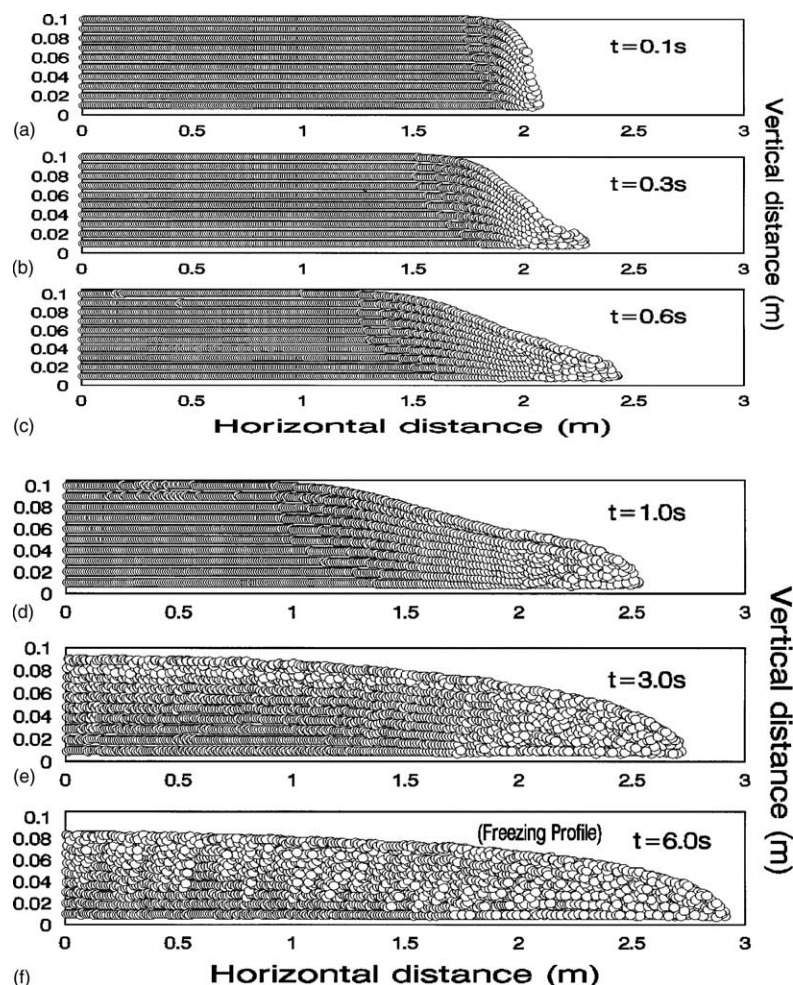 0.1
0.08
0.06
0.04
0.02
0
t=0.1s
(a)
0 0.5 1 1.5 2 2.5 3
0.1
0.08
0.06
0.04
0.02
0
t=0.3s
(b)
0 0.5 1 1.5 2 2.5 3
0.1
0.08
0.06
0.04
0.02
0
t=0.6s
(c)
0 0.5 1 1.5 2 2.5 3
Horizontal distance (m)
Vertical distance (m)
0.1
0.08
0.06
0.04
0.02
0
t=1.0s
(d)
0 0.5 1 1.5 2 2.5 3
0.1
0.08
0.06
0.04
0.02
0
t=3.0s
(e)
0 0.5 1 1.5 2 2.5 3
0.1
0.08
0.06
0.04
0.02
0
(Freezing Profile) t=6.0s
(f)
0 0.5 1 1.5 2 2.5 3
Horizontal distance (m)
Vertical distance (m)